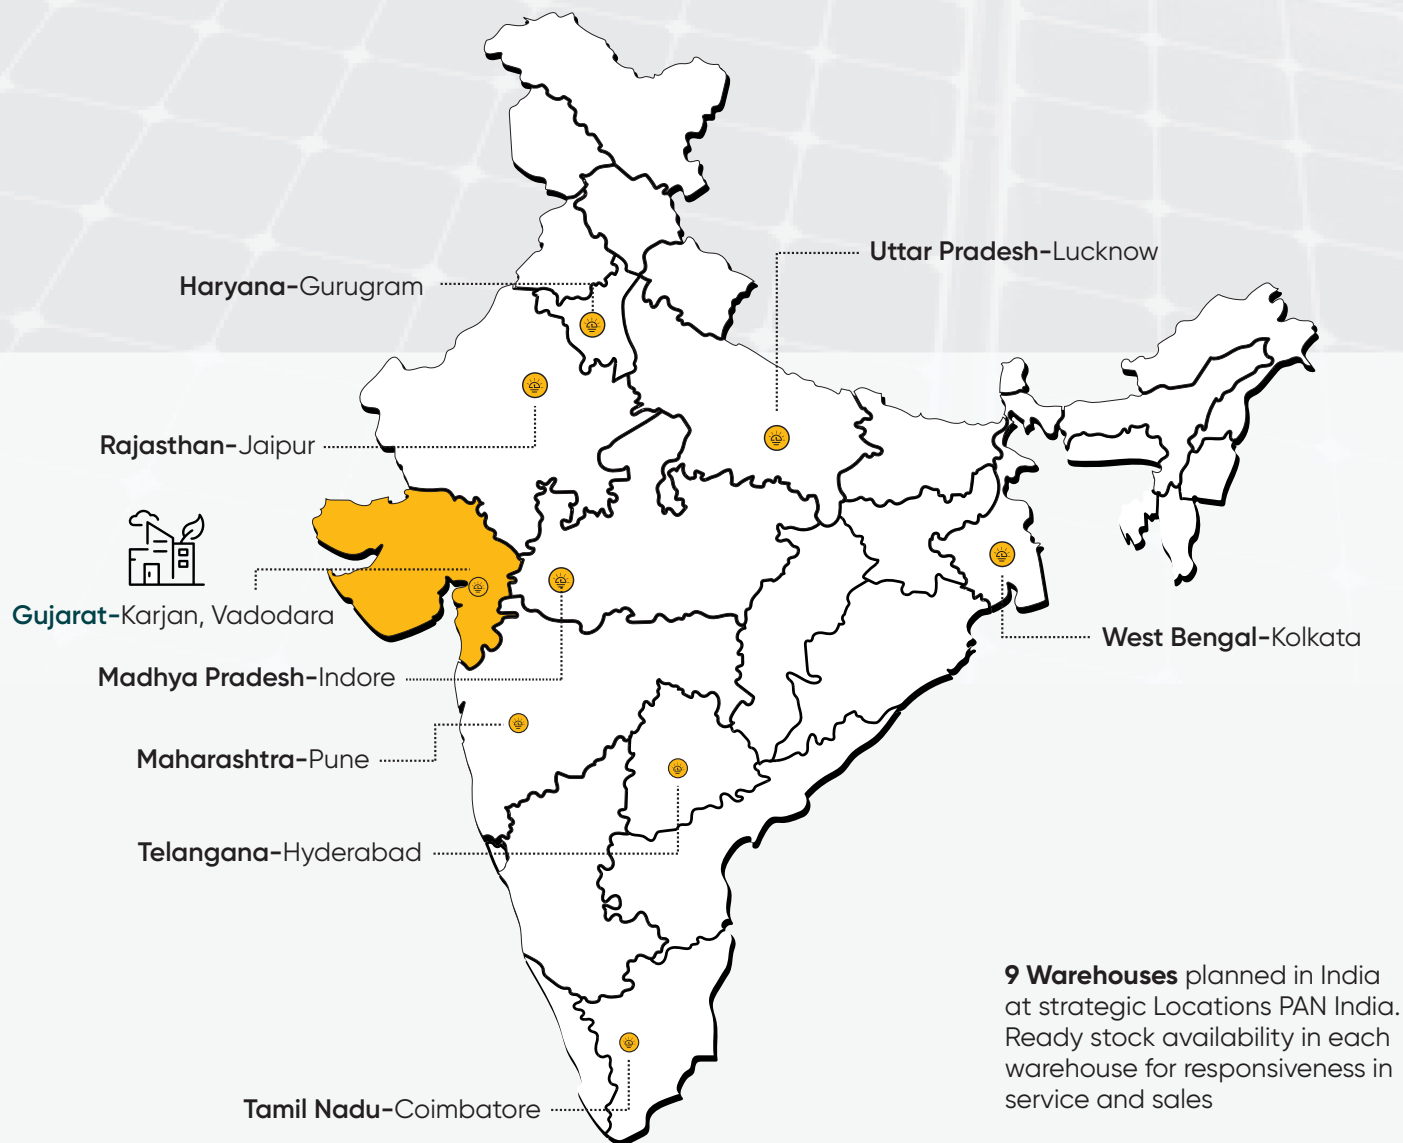 Uttar Pradesh-Lucknow
Haryana-Gurugram
Rajasthan-Jaipur
Gujarat-Karjan, Vadodara
West Bengal-Kolkata
Madhya Pradesh-Indore
Maharashtra-Pune
Telangana-Hyderabad
9 Warehouses planned in India
at strategic Locations PAN India.
Ready stock availability in each
warehouse for responsiveness in
service and sales
Tamil Nadu-Coimbatore